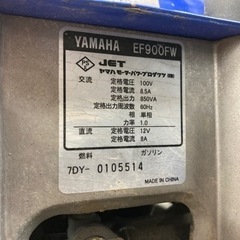 YAMAHA EF900FW
JET ヤマハモーターパワープロダクツ(株)
交流 定格電圧 100V
定格電流 8.5A
定格出力 850VA
定格出力周波数 60Hz
相数 単相
力率 1.0
直流 定格電圧 12V
定格電流 8A
燃料 ガソリン
7DY- 0105514
MADE IN CHINA